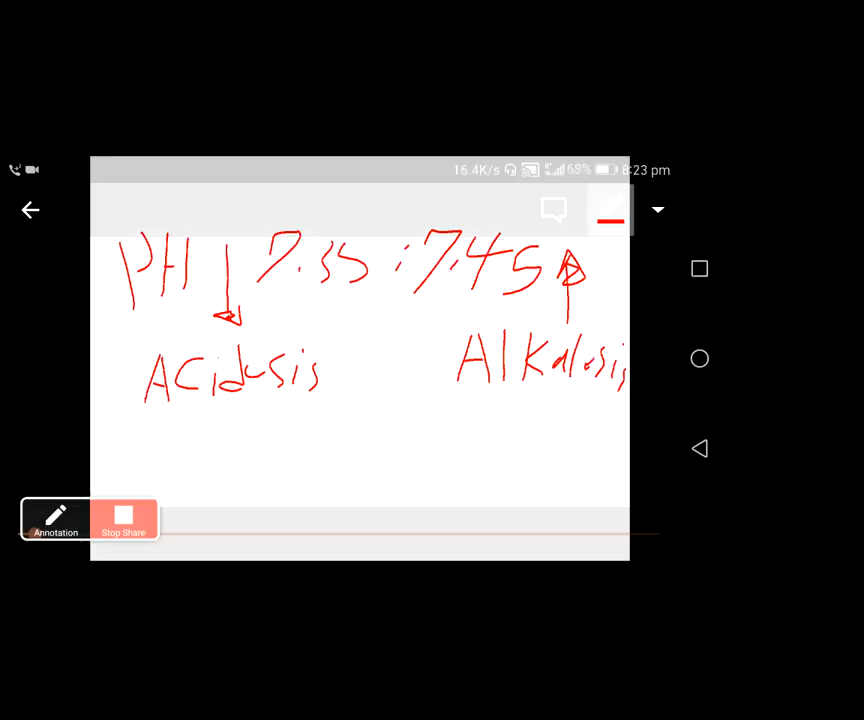 16.4K/s 68% 8:23 pm
PH ↓ 7.35 : 7.45 ↑
Acidosis Alkalosis
Annotation Stop Share